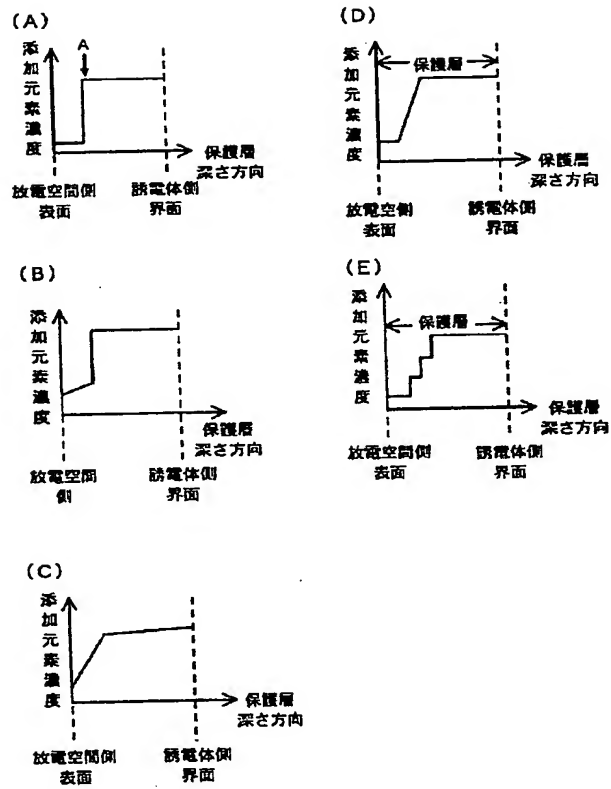 (A)
添加元素濃度
A
保護層
深さ方向
放電空間側
表面
誘電体側
界面
(B)
添加元素濃度
保護層
深さ方向
放電空間
側
誘電体側
界面
(C)
添加元素濃度
保護層
深さ方向
放電空間側
表面
誘電体側
界面
(D)
添加元素濃度
保護層
保護層
深さ方向
放電空側
表面
誘電体側
界面
(E)
添加元素濃度
保護層
保護層
深さ方向
放電空間側
表面
誘電体側
界面